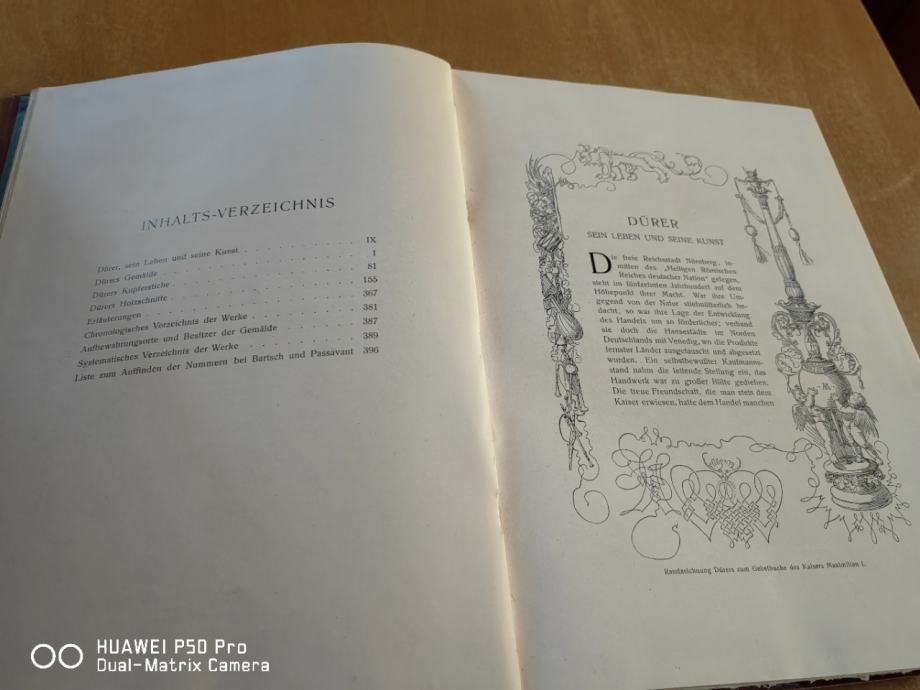 INHALTS-VERZEICHNIS
Dürer, sein Leben und seine Kunst IX
Dürers Gemälde 1
Dürers Kupferstiche 81
Dürers Holzschnitte 155
Erläuterungen 367
Chronologisches Verzeichnis der Werke 381
Aufbewahrungsorte und Besitzer der Gemälde 387
Systematisches Verzeichnis der Werke 389
Liste zum Auffinden der Nummern bei Bartsch und Passavant 396
DÜRER
SEIN LEBEN UND SEINE KUNST
Die freie Reichsstadt Nürnberg, in-
mitten des „Heiligen Römischen
Reiches deutscher Nation“ gelegen,
steht im fünfzehnten Jahrhundert auf dem
Höhepunkt ihrer Macht. War ihre Um-
gegend von der Natur stiefmütterlich be-
dacht, so war ihre Lage der Entwicklung
des Handels um so förderlicher; verband
sie doch die Hansestädte im Norden
Deutschlands mit Venedig, wo die Produkte
fernster Länder ausgetauscht und abgesetzt
wurden. Ein selbstbewußter Kaufmanns-
stand nahm die leitende Stellung ein, das
Handwerk war zu großer Blüte gediehen.
Die treue Freundschaft, die man stets dem
Kaiser erwiesen, hatte dem Handel manchen
Randzeichnung Dürers zum Gebetbuche des Kaisers Maximilian I.
HUAWEI P50 Pro
Dual-Matrix Camera